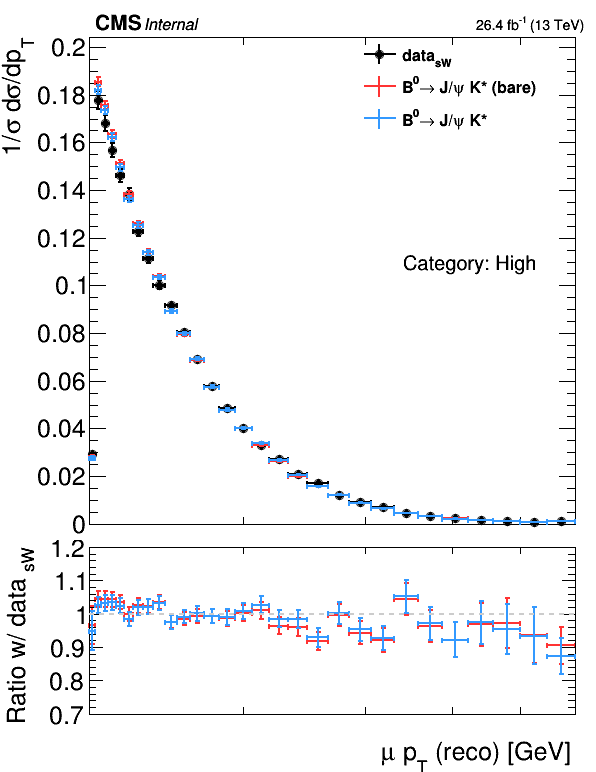 CMS Internal 26.4 fb⁻¹ (13 TeV)
1/σ dσ/dp_T
0.2
0.18
0.16
0.14
0.12
0.1
0.08
0.06
0.04
0.02
0
data_sW
B⁰→ J/ψ K* (bare)
B⁰→ J/ψ K*
Category: High
Ratio w/ data_sW
1.2
1.1
1
0.9
0.8
0.7
μ p_T (reco) [GeV]